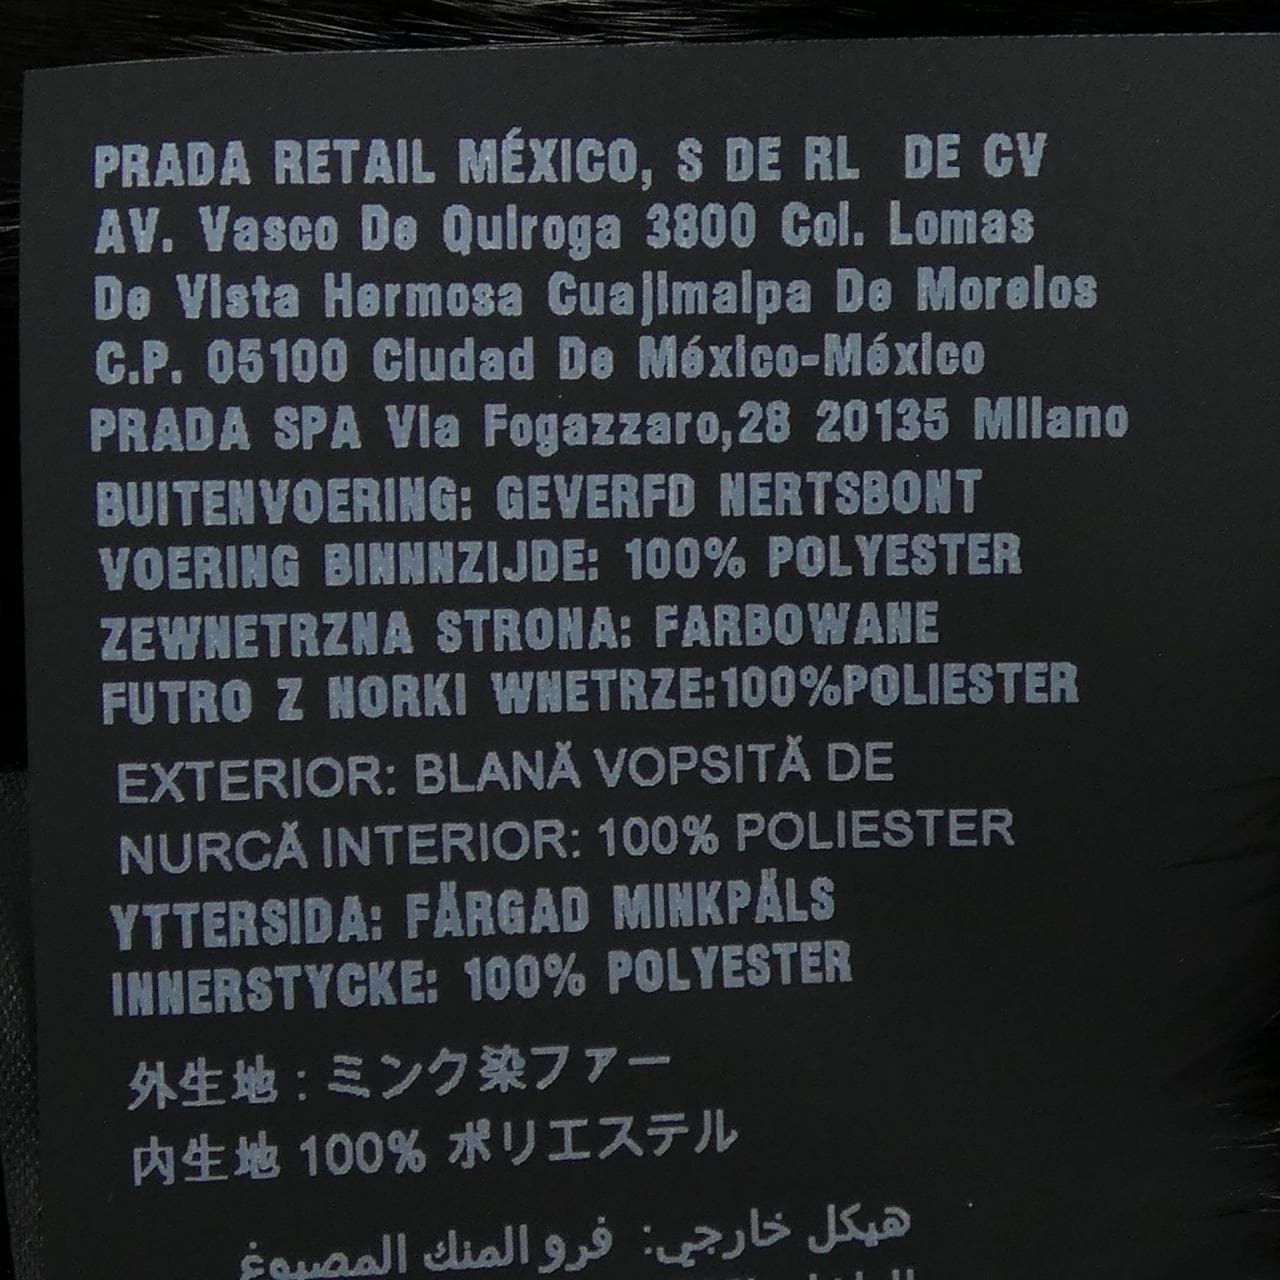 PRADA RETAIL MÉXICO, S DE RL DE CV
AV. Vasco De Quiroga 3800 Col. Lomas
De Vista Hermosa Cuajimalpa De Morelos
C.P. 05100 Ciudad De México-México
PRADA SPA Via Fogazzaro,28 20135 Milano
BUITENVOERING: GEVERFD NERTSBONT
VOERING BINNNZIJDE: 100% POLYESTER
ZEWNETRZNA STRONA: FARBOWANE
FUTRO Z NORKI WNETRZE:100%POLIESTER
EXTERIOR: BLANĂ VOPSITĂ DE
NURCĂ INTERIOR: 100% POLIESTER
YTTERSIDA: FÄRGAD MINKPÄLS
INNERSTYCKE: 100% POLYESTER
外生地 : ミンク染ファー
内生地 100% ポリエステル
هيكل خارجي: فرو المنك المصبوغ